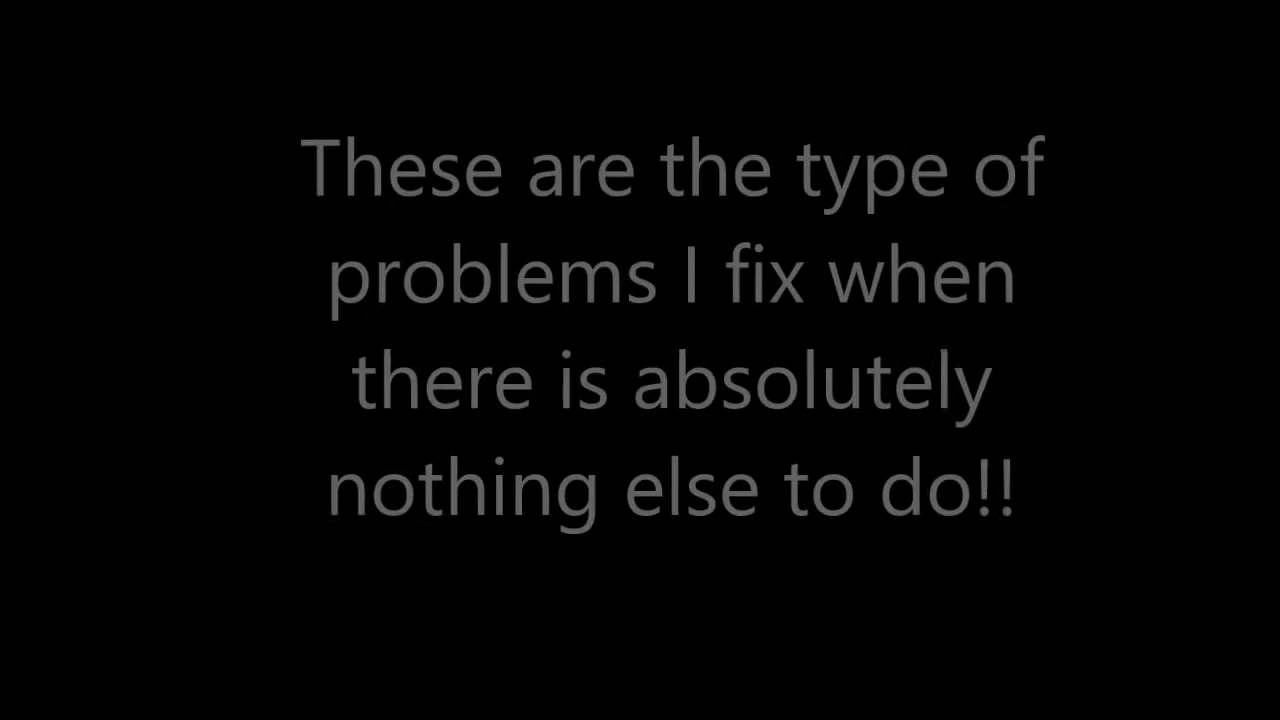 These are the type of
problems I fix when
there is absolutely
nothing else to do!!